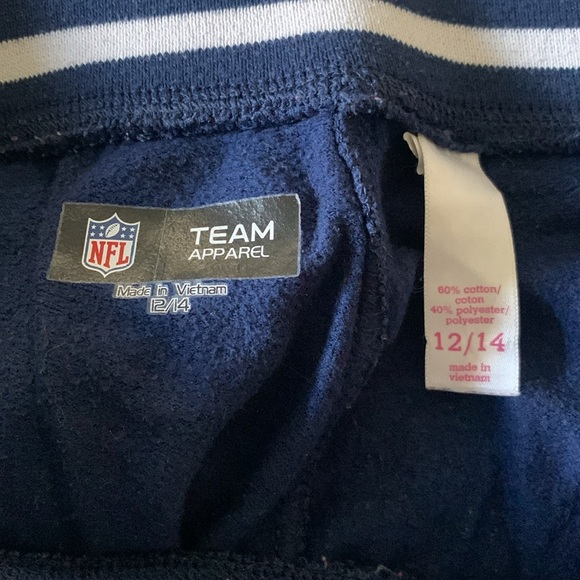 NFL
TEAM
APPAREL
Made in Vietnam
12/14
60% cotton/
coton
40% polyester/
polyester
12/14
made in
vietnam